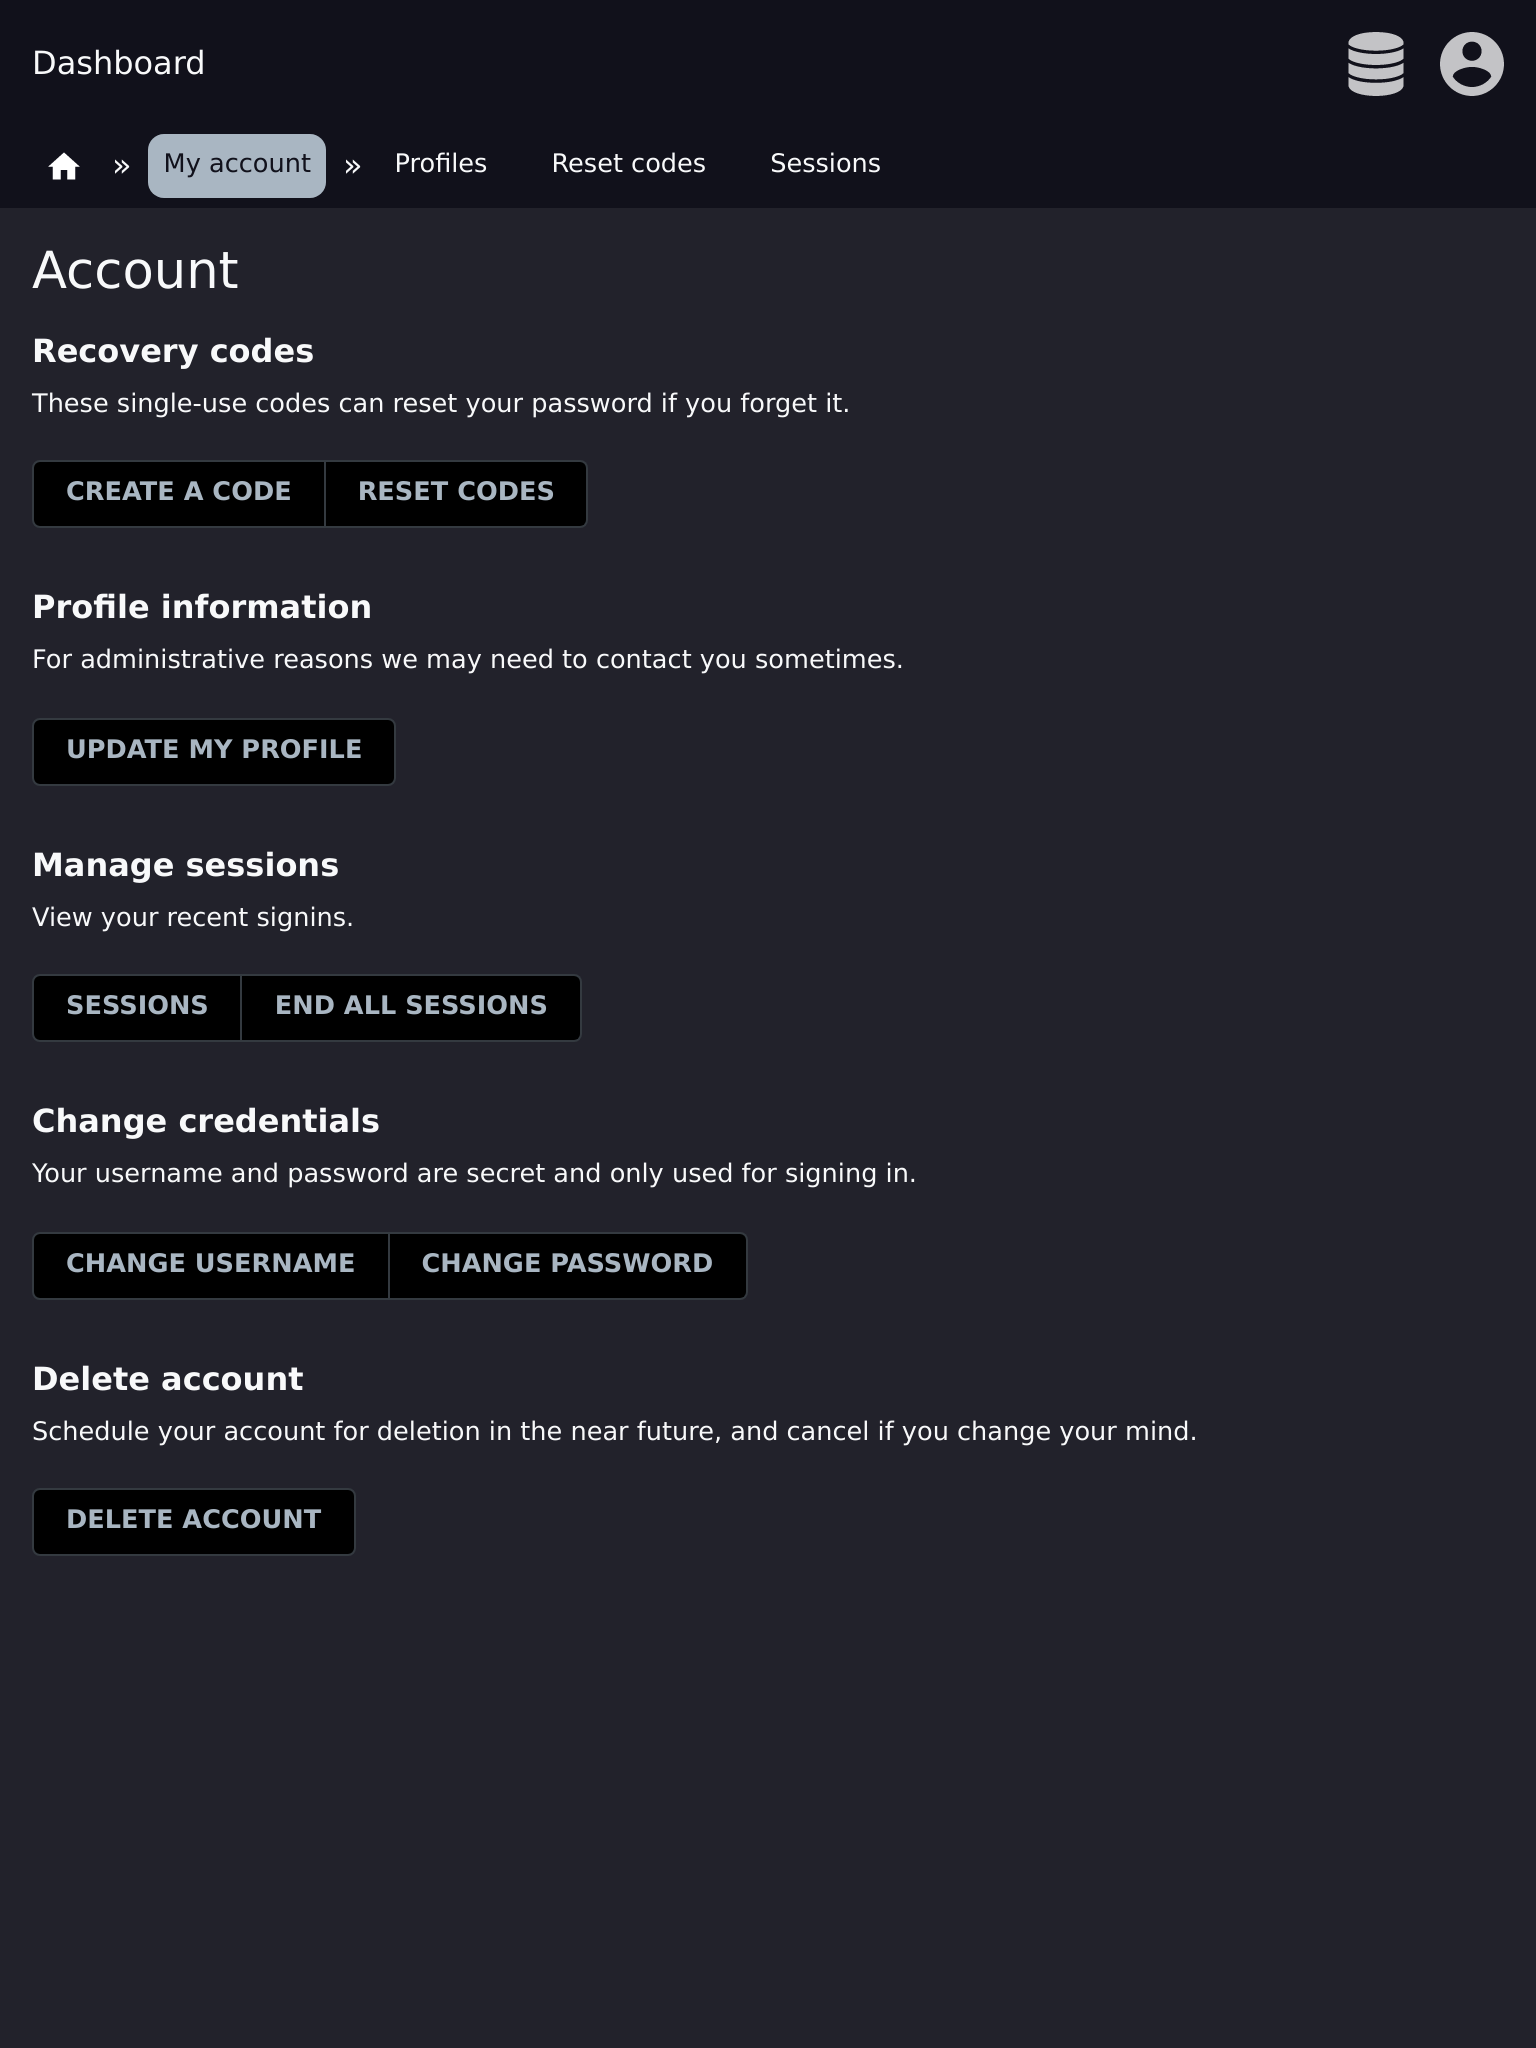 Dashboard
» My account » Profiles Reset codes Sessions
Account
Recovery codes
These single-use codes can reset your password if you forget it.
CREATE A CODE RESET CODES
Profile information
For administrative reasons we may need to contact you sometimes.
UPDATE MY PROFILE
Manage sessions
View your recent signins.
SESSIONS END ALL SESSIONS
Change credentials
Your username and password are secret and only used for signing in.
CHANGE USERNAME CHANGE PASSWORD
Delete account
Schedule your account for deletion in the near future, and cancel if you change your mind.
DELETE ACCOUNT